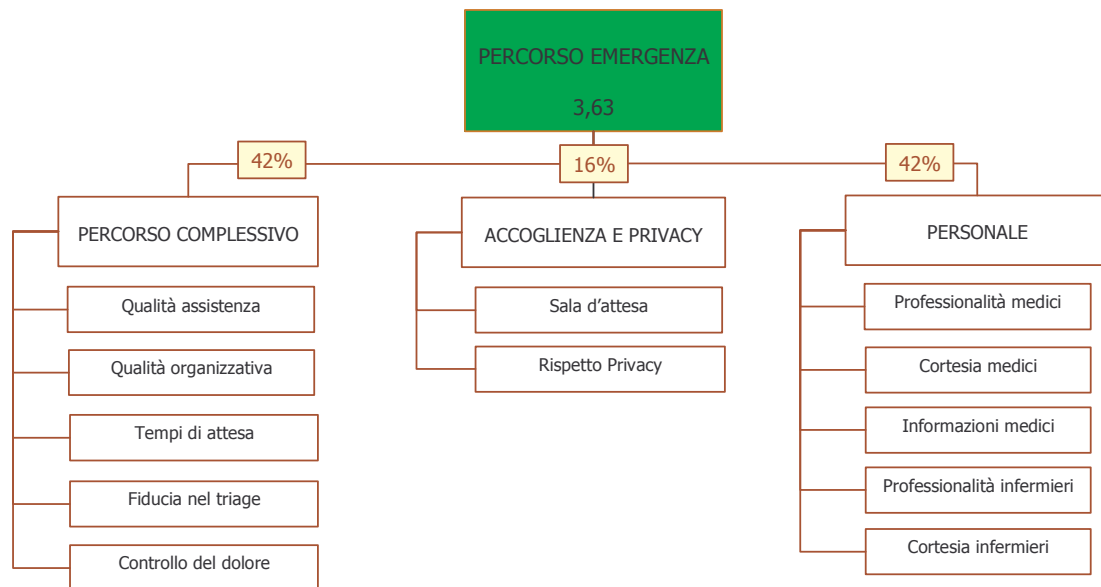 PERCORSO EMERGENZA
3,63
42%
16%
42%
PERCORSO COMPLESSIVO
Qualità assistenza
Qualità organizzativa
Tempi di attesa
Fiducia nel triage
Controllo del dolore
ACCOGLIENZA E PRIVACY
Sala d’attesa
Rispetto Privacy
PERSONALE
Professionalità medici
Cortesia medici
Informazioni medici
Professionalità infermieri
Cortesia infermieri